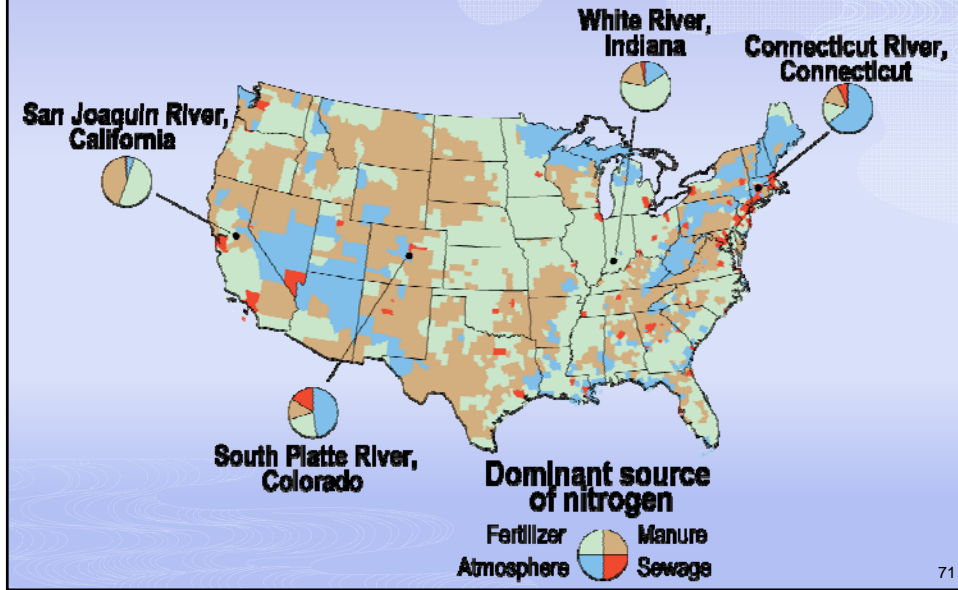 White River,
Indiana
Connecticut River,
Connecticut
San Joaquin River,
California
South Platte River,
Colorado
Dominant source
of nitrogen
Fertilizer Manure
Atmosphere Sewage
71